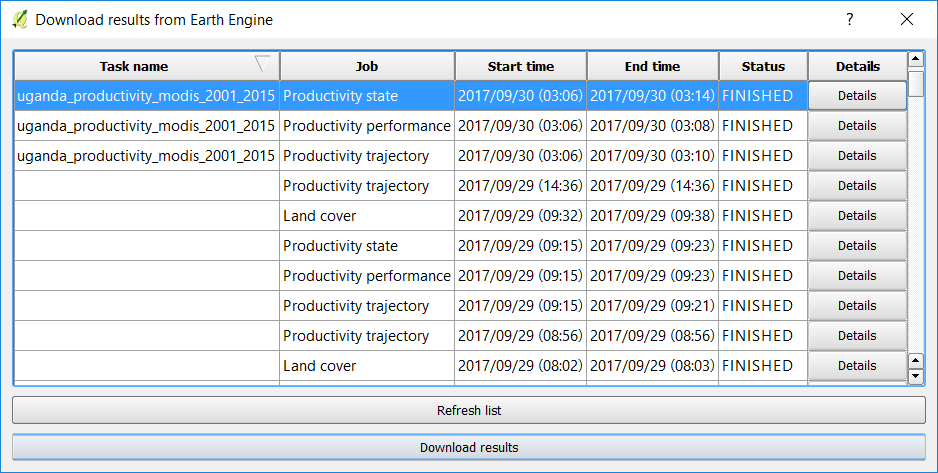 Download results from Earth Engine
Task name Job Start time End time Status Details
uganda_productivity_modis_2001_2015 Productivity state 2017/09/30 (03:06) 2017/09/30 (03:14) FINISHED Details
uganda_productivity_modis_2001_2015 Productivity performance 2017/09/30 (03:06) 2017/09/30 (03:08) FINISHED Details
uganda_productivity_modis_2001_2015 Productivity trajectory 2017/09/30 (03:06) 2017/09/30 (03:10) FINISHED Details
Productivity trajectory 2017/09/29 (14:36) 2017/09/29 (14:36) FINISHED Details
Land cover 2017/09/29 (09:32) 2017/09/29 (09:38) FINISHED Details
Productivity state 2017/09/29 (09:15) 2017/09/29 (09:23) FINISHED Details
Productivity performance 2017/09/29 (09:15) 2017/09/29 (09:23) FINISHED Details
Productivity trajectory 2017/09/29 (09:15) 2017/09/29 (09:21) FINISHED Details
Productivity trajectory 2017/09/29 (08:56) 2017/09/29 (08:56) FINISHED Details
Land cover 2017/09/29 (08:02) 2017/09/29 (08:03) FINISHED Details
Refresh list
Download results